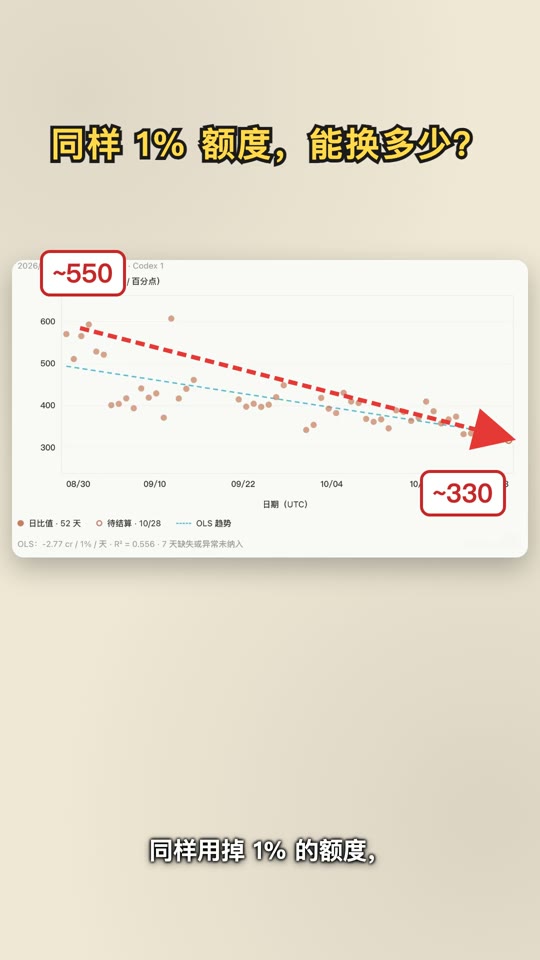 同样 1% 额度，能换多少？
2026/
~550
· Codex 1
/ 百分点）
600
500
400
300
08/30
09/10
09/22
10/04
10/
~330
8
日期（UTC）
日比值 · 52 天
待结算 · 10/28
OLS 趋势
OLS：-2.77 cr / 1% / 天 · R² = 0.556 · 7 天缺失或异常未纳入
同样用掉 1% 的额度，